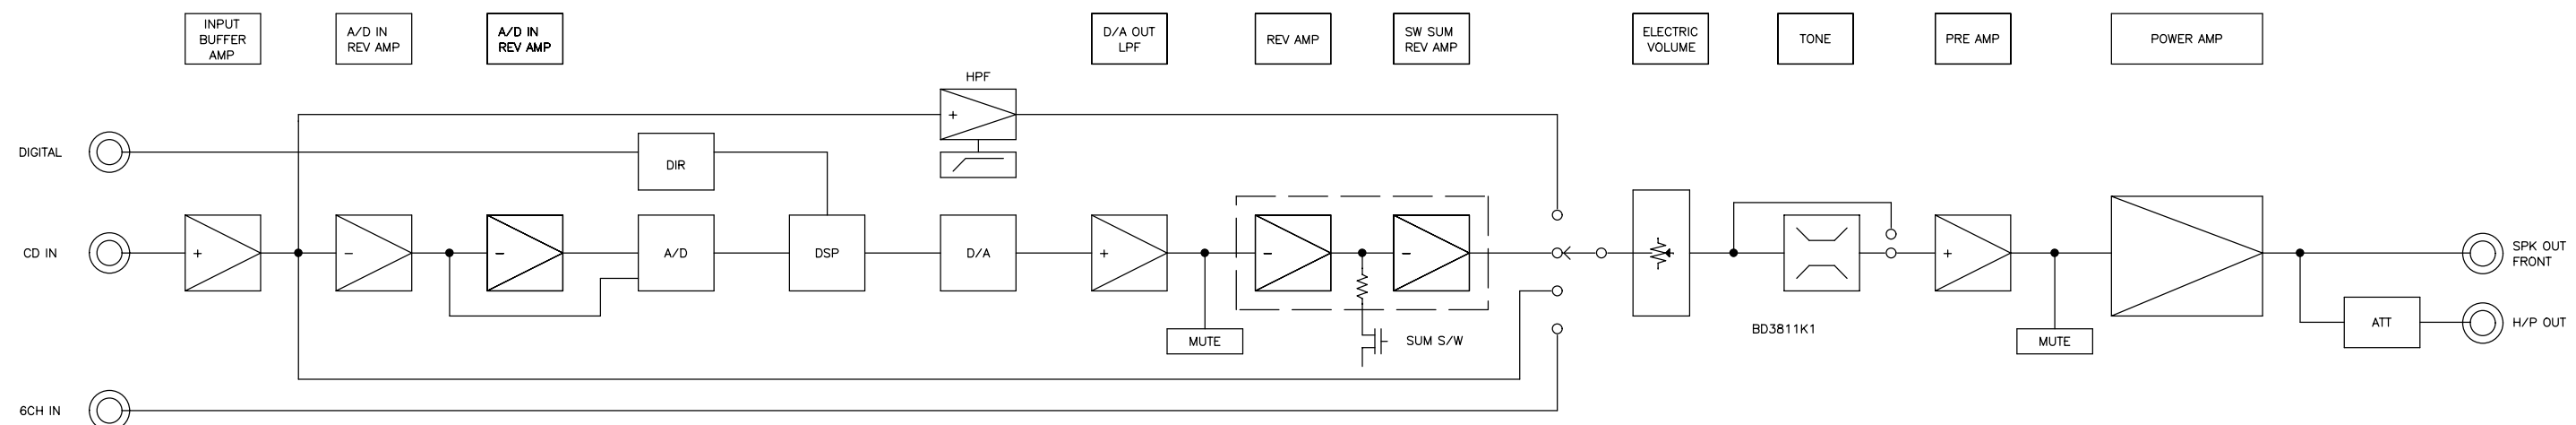 INPUT
BUFFER
AMP
A/D IN
REV AMP
A/D IN
REV AMP
D/A OUT
LPF
REV AMP
SW SUM
REV AMP
ELECTRIC
VOLUME
TONE
PRE AMP
POWER AMP
HPF
+
DIGITAL
DIR
CD IN
+
−
−
A/D
DSP
D/A
+
−
−
+
SPK OUT
FRONT
BD3811K1
ATT
H/P OUT
MUTE
SUM S/W
MUTE
6CH IN